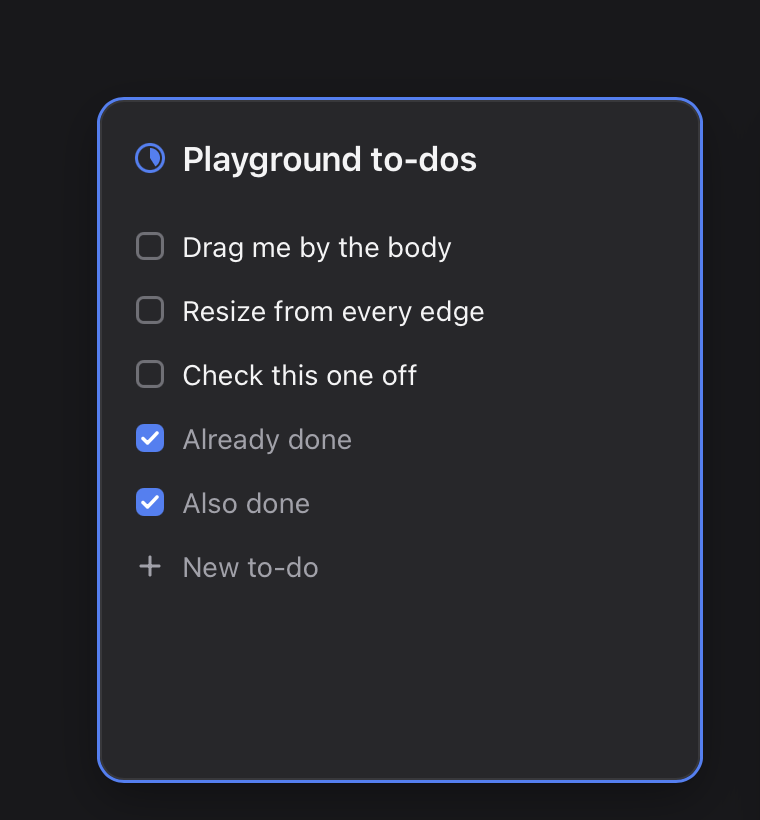 Playground to-dos
Drag me by the body
Resize from every edge
Check this one off
Already done
Also done
New to-do